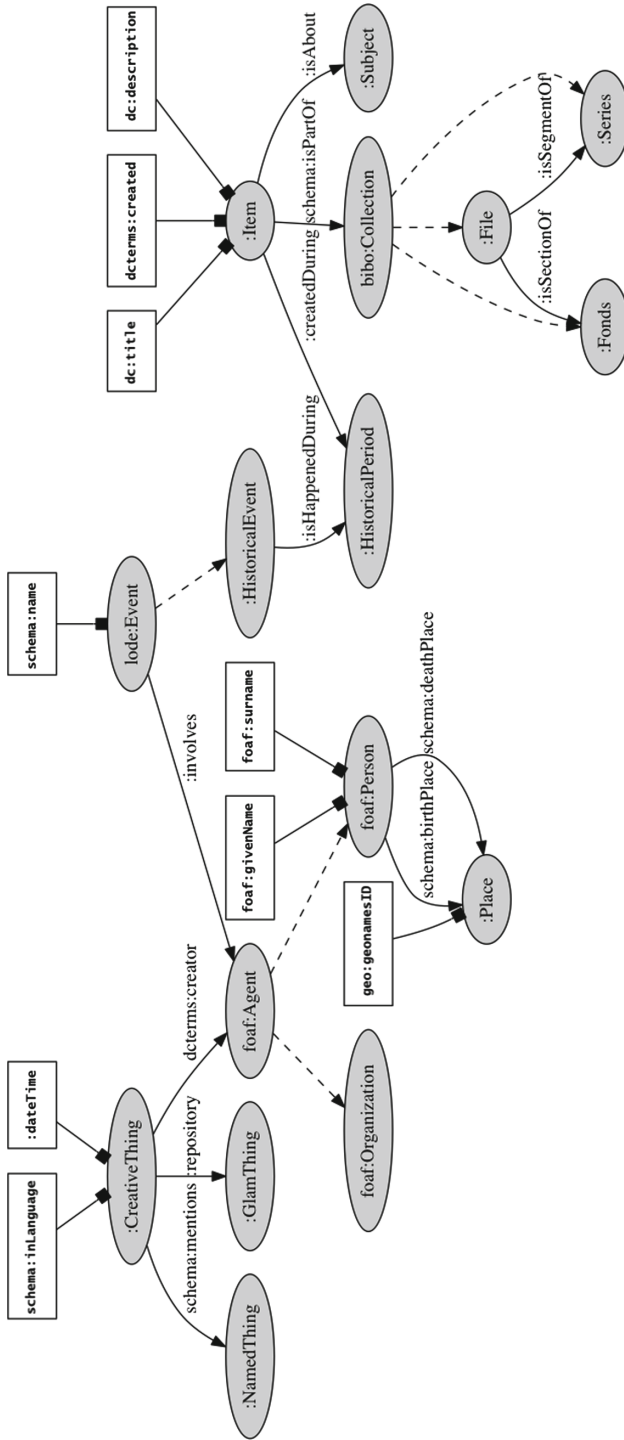 schema:inLanguage
:dateTime
schema:name
:CreativeThing
lode:Event
dc:title
dcterms:created
dc:description
schema:mentions
:repository
dcterms:creator
:involves
:NamedThing
:GlamThing
foaf:Agent
foaf:givenName
foaf:surname
:HistoricalEvent
:Item
:isHappenedDuring
:createdDuring
schema:isPartOf
:isAbout
foaf:Organization
geo:geonamesID
foaf:Person
:HistoricalPeriod
bibo:Collection
:Subject
schema:birthPlace
schema:deathPlace
:Place
:File
:isSectionOf
:isSegmentOf
:Fonds
:Series